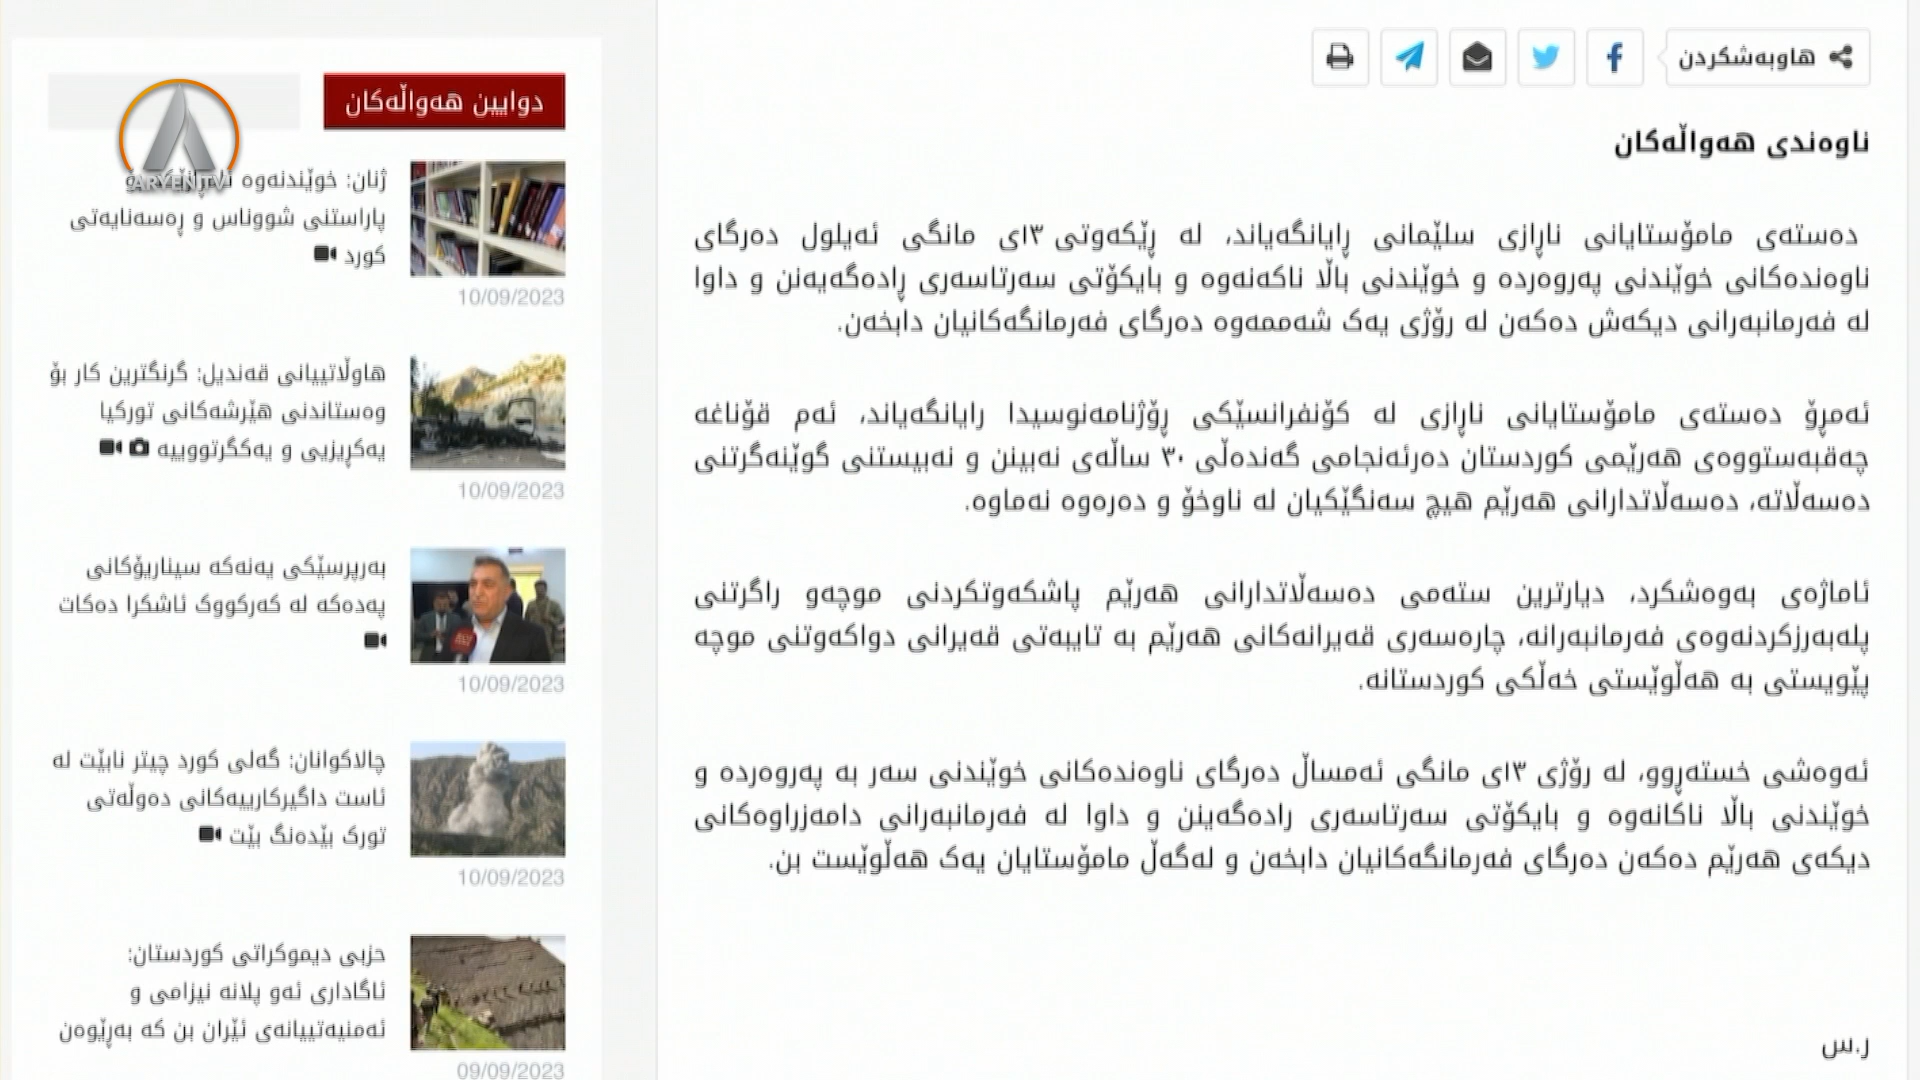 هاوبەشکردن
ناوەندی هەواڵەکان
دەستەی مامۆستایانی ناڕازی سلێمانی ڕایانگەیاند، لە ڕێکەوتی ١٣ی مانگی ئەیلول دەرگای
ناوەندەکانی خوێندنی پەروەردە و خوێندنی باڵا ناکەنەوە و بایکۆتی سەرتاسەری ڕادەگەیەنن و داوا
لە فەرمانبەرانی دیکەش دەکەن لە رۆژی یەک شەممەوە دەرگای فەرمانگەکانیان دابخەن.
ئەمڕۆ دەستەی مامۆستایانی ناڕازی لە کۆنفرانسێکی ڕۆژنامەنوسیدا رایانگەیاند، ئەم قۆناغە
چەقبەستووەی هەرێمی کوردستان دەرئەنجامی گەندەڵی ٣٠ ساڵەی نەبینن و نەبیستنی گوێنەگرتنی
دەسەڵاتە، دەسەڵاتدارانی هەرێم هیچ سەنگێکیان لە ناوخۆ و دەرەوە نەماوە.
ئاماژەی بەوەشکرد، دیارترین ستەمی دەسەڵاتدارانی هەرێم پاشکەوتکردنی موچەو راگرتنی
پلەبەرزکردنەوەی فەرمانبەرانە، چارەسەری قەیرانەکانی هەرێم بە تایبەتی قەیرانی دواکەوتنی موچە
پێویستی بە هەڵوێستی خەڵکی کوردستانە.
ئەوەشی خستەڕوو، لە رۆژی ١٣ی مانگی ئەمساڵ دەرگای ناوەندەکانی خوێندنی سەر بە پەروەردە و
خوێندنی باڵا ناکانەوە و بایکۆتی سەرتاسەری رادەگەینن و داوا لە فەرمانبەرانی دامەزراوەکانی
دیکەی هەرێم دەکەن دەرگای فەرمانگەکانیان دابخەن و لەگەڵ مامۆستایان یەک هەڵوێست بن.
ر.س
دوایین هەواڵەکان
ARYEN TV
ژنان: خوێندنەوە
پاراستنی شووناس و ڕەسەنایەتی
کورد
10/09/2023
هاوڵاتییانی قەندیل: گرنگترین کار بۆ
وەستاندنی هێرشەکانی تورکیا
یەکڕیزیی و یەکگرتووییە
10/09/2023
بەرپرسێکی یەنەکە سیناریۆکانی
پەدەکە لە کەرکووک ئاشکرا دەکات
10/09/2023
چالاکوانان: گەلی کورد چیتر نابێت لە
ئاست داگیرکارییەکانی دەوڵەتی
تورک بێدەنگ بێت
10/09/2023
حزبی دیموکراتی کوردستان:
ئاگاداری ئەو پلانە نیزامی و
ئەمنیەتییانەی ئێران بن کە بەڕێوەن
09/09/2023